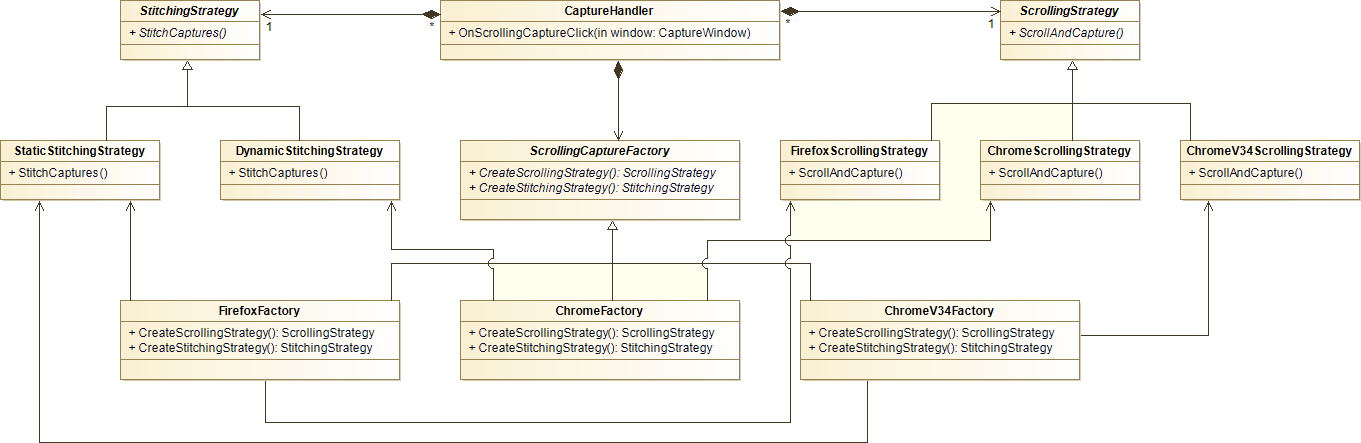 StitchingStrategy
+ StitchCaptures()
1
*
CaptureHandler
+ OnScrollingCaptureClick(in window: CaptureWindow)
*
1
ScrollingStrategy
+ ScrollAndCapture()
StaticStitchingStrategy
+ StitchCaptures()
DynamicStitchingStrategy
+ StitchCaptures()
ScrollingCaptureFactory
+ CreateScrollingStrategy(): ScrollingStrategy
+ CreateStitchingStrategy(): StitchingStrategy
FirefoxScrollingStrategy
+ ScrollAndCapture()
ChromeScrollingStrategy
+ ScrollAndCapture()
ChromeV34ScrollingStrategy
+ ScrollAndCapture()
FirefoxFactory
+ CreateScrollingStrategy(): ScrollingStrategy
+ CreateStitchingStrategy(): StitchingStrategy
ChromeFactory
+ CreateScrollingStrategy(): ScrollingStrategy
+ CreateStitchingStrategy(): StitchingStrategy
ChromeV34Factory
+ CreateScrollingStrategy(): ScrollingStrategy
+ CreateStitchingStrategy(): StitchingStrategy